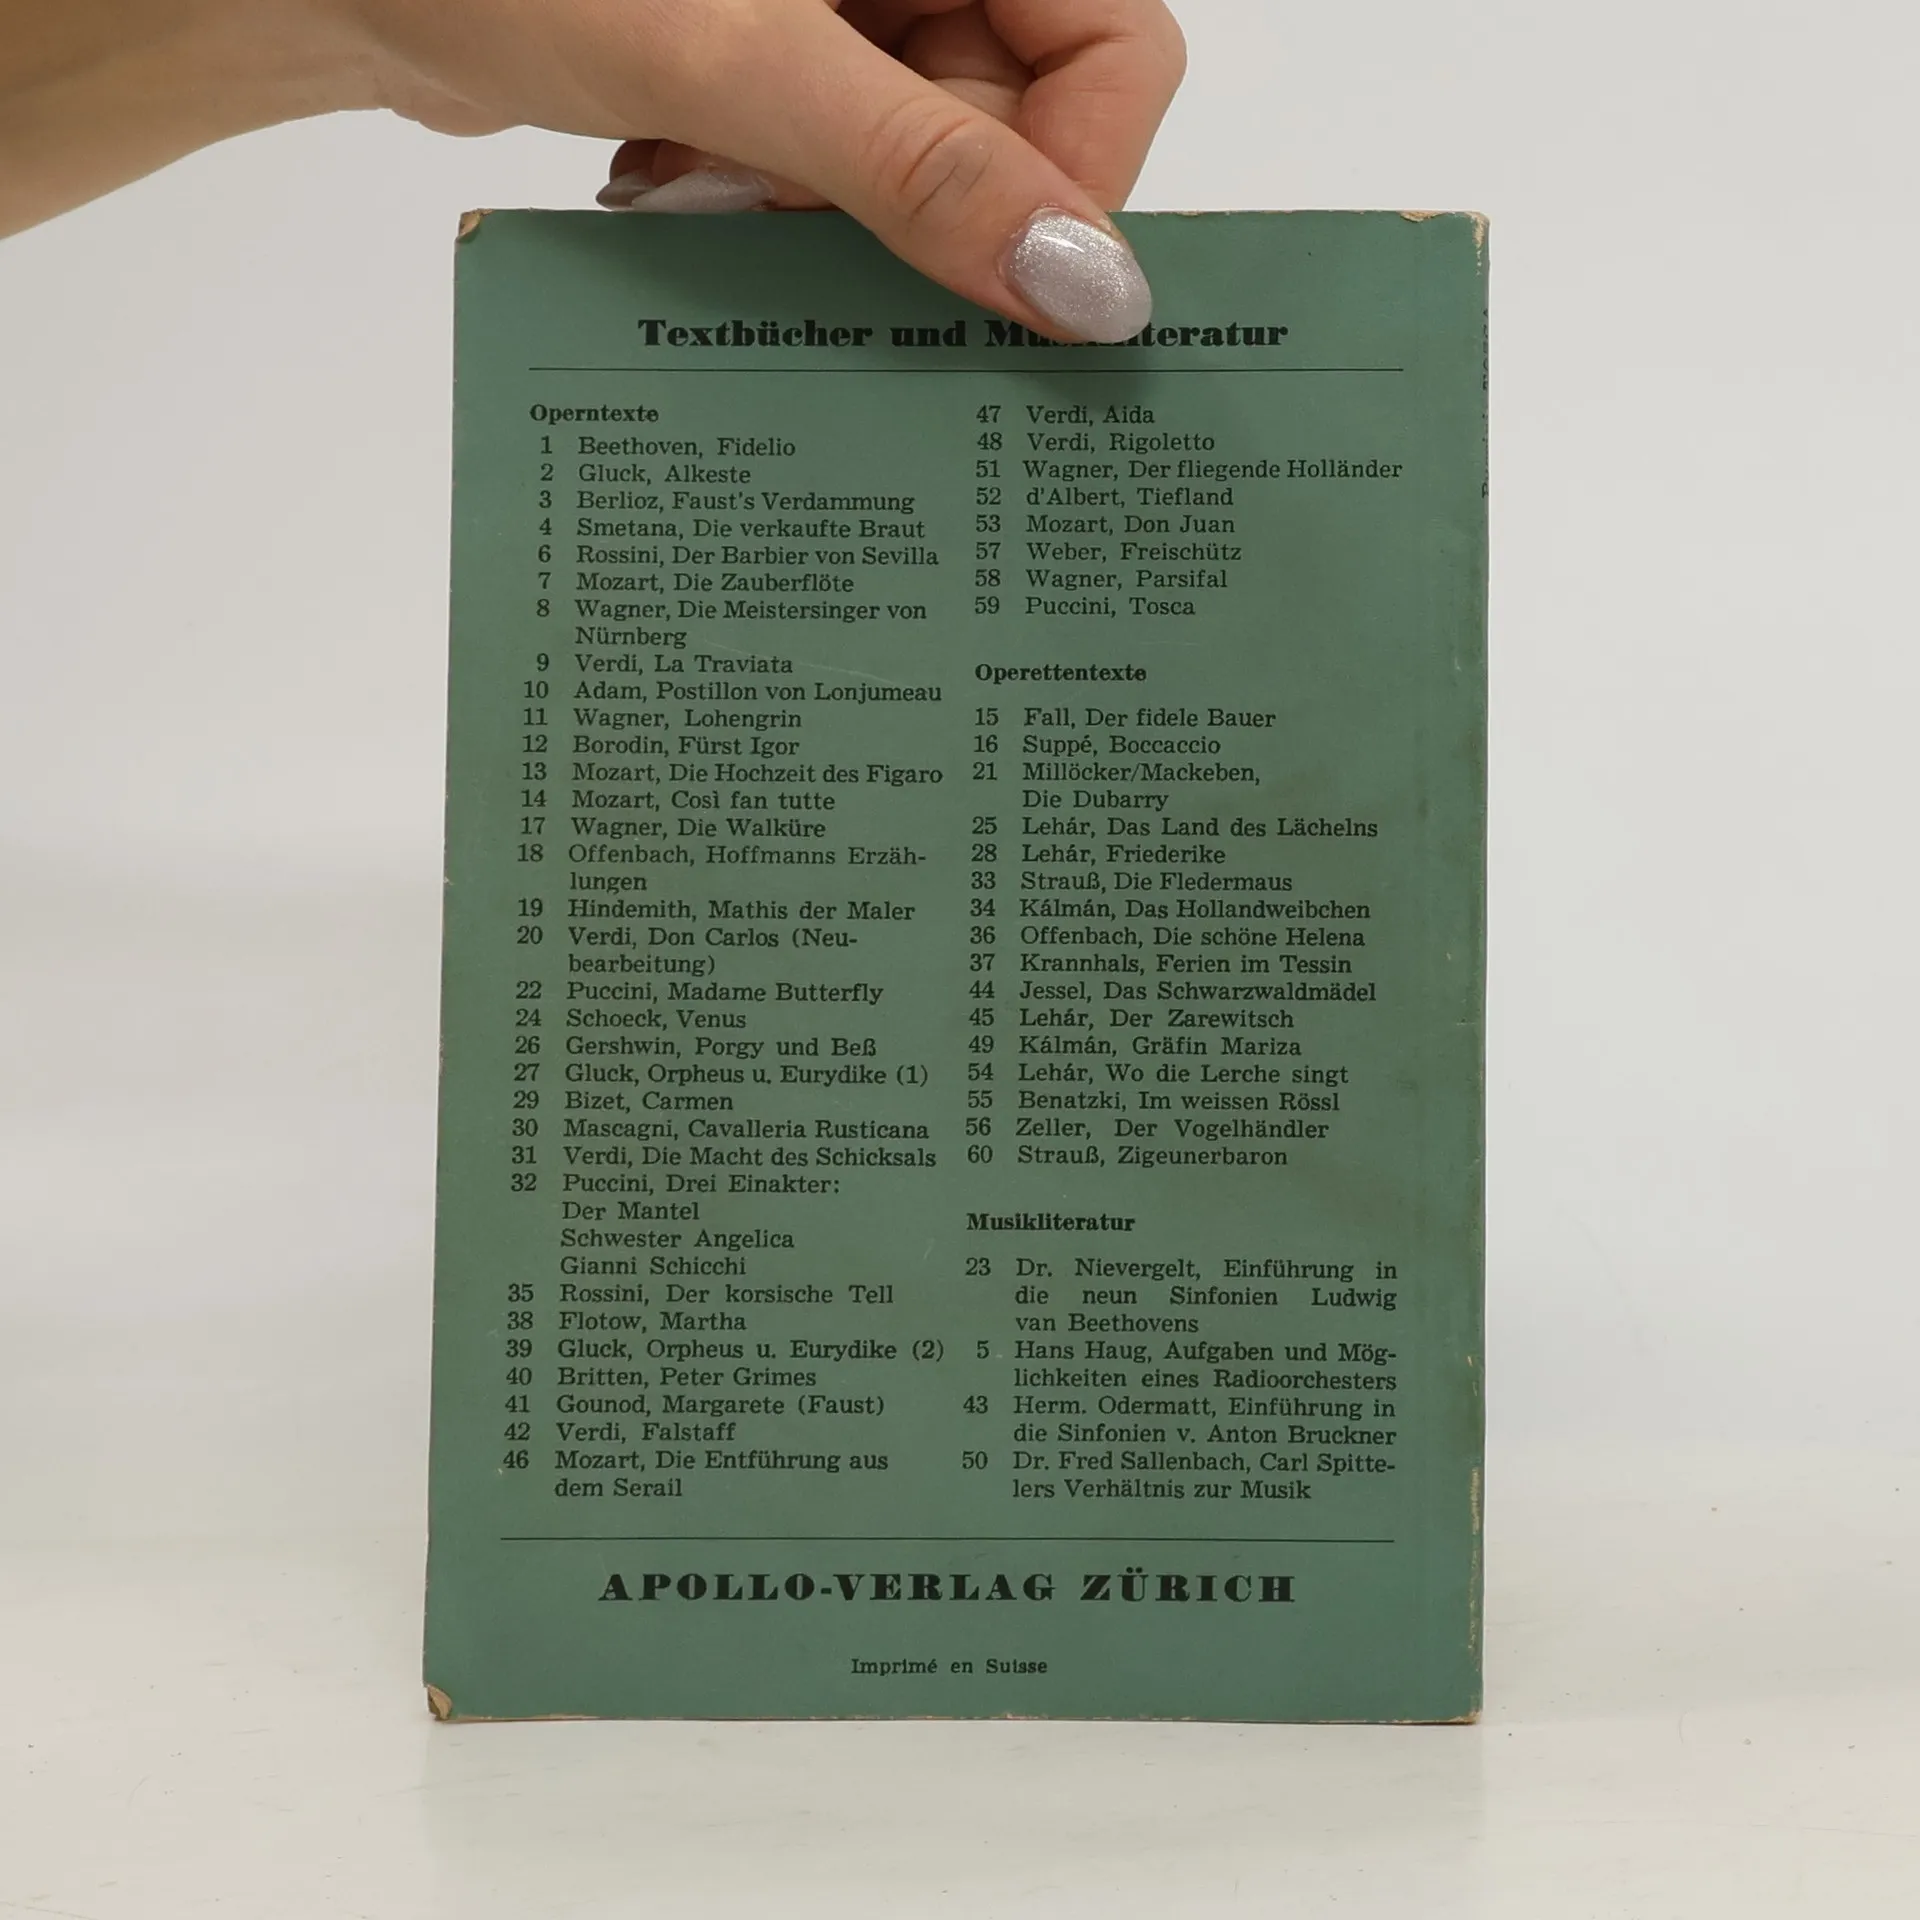 Textbücher und
Operntexte
1 Beethoven, Fidelio
2 Gluck, Alkeste
3 Berlioz, Faust's Verdammung
4 Smetana, Die verkaufte Braut
6 Rossini, Der Barbier von Sevilla
7 Mozart, Die Zauberflöte
8 Wagner, Die Meistersinger von
Nürnberg
9 Verdi, La Traviata
10 Adam, Postillon von Lonjumeau
11 Wagner, Lohengrin
12 Borodin, Fürst Igor
13 Mozart, Die Hochzeit des Figaro
14 Mozart, Così fan tutte
17 Wagner, Die Walküre
18 Offenbach, Hoffmanns Erzäh-
lungen
19 Hindemith, Mathis der Maler
20 Verdi, Don Carlos (Neu-
bearbeitung)
22 Puccini, Madame Butterfly
24 Schoeck, Venus
26 Gershwin, Porgy und Beß
27 Gluck, Orpheus u. Eurydike (1)
29 Bizet, Carmen
30 Mascagni, Cavalleria Rusticana
31 Verdi, Die Macht des Schicksals
32 Puccini, Drei Einakter:
Der Mantel
Schwester Angelica
Gianni Schicchi
35 Rossini, Der korsische Tell
38 Flotow, Martha
39 Gluck, Orpheus u. Eurydike (2)
40 Britten, Peter Grimes
41 Gounod, Margarete (Faust)
42 Verdi, Falstaff
46 Mozart, Die Entführung aus
dem Serail
47 Verdi, Aida
48 Verdi, Rigoletto
51 Wagner, Der fliegende Holländer
52 d'Albert, Tiefland
53 Mozart, Don Juan
57 Weber, Freischütz
58 Wagner, Parsifal
59 Puccini, Tosca
Operettentexte
15 Fall, Der fidele Bauer
16 Suppé, Boccaccio
21 Millöcker/Mackeben,
Die Dubarry
25 Lehár, Das Land des Lächelns
28 Lehár, Friederike
33 Strauß, Die Fledermaus
34 Kálmán, Das Hollandweibchen
36 Offenbach, Die schöne Helena
37 Krannhals, Ferien im Tessin
44 Jessel, Das Schwarzwaldmädel
45 Lehár, Der Zarewitsch
49 Kálmán, Gräfin Mariza
54 Lehár, Wo die Lerche singt
55 Benatzki, Im weissen Rössl
56 Zeller, Der Vogelhändler
60 Strauß, Zigeunerbaron
Musikliteratur
23 Dr. Nievergelt, Einführung in
die neun Sinfonien Ludwig
van Beethovens
5 Hans Haug, Aufgaben und Mög-
lichkeiten eines Radioorchesters
43 Herm. Odermatt, Einführung in
die Sinfonien v. Anton Bruckner
50 Dr. Fred Sallenbach, Carl Spitte-
lers Verhältnis zur Musik
APOLLO-VERLAG ZÜRICH
Imprimé en Suisse